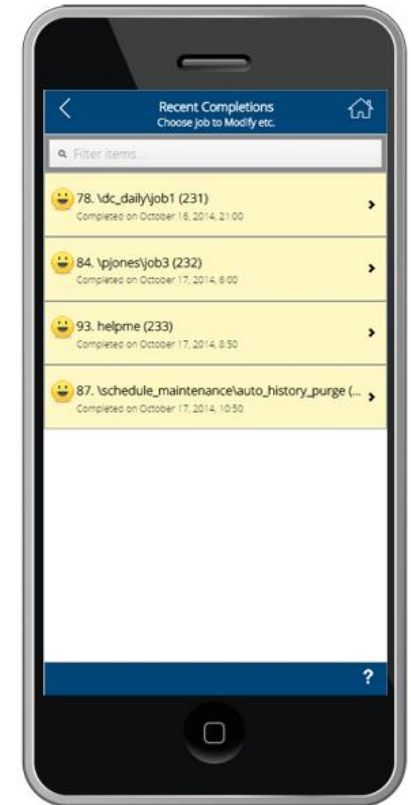 Recent Completions
Choose job to Modify etc.
Filter items...
78. \dc_daily\job1 (231)
Completed on October 16, 2014, 21:00
84. \pjones\job3 (232)
Completed on October 17, 2014, 6:00
93. helpme (233)
Completed on October 17, 2014, 8:50
87. \schedule_maintenance\auto_history_purge (...
Completed on October 17, 2014, 10:50
?